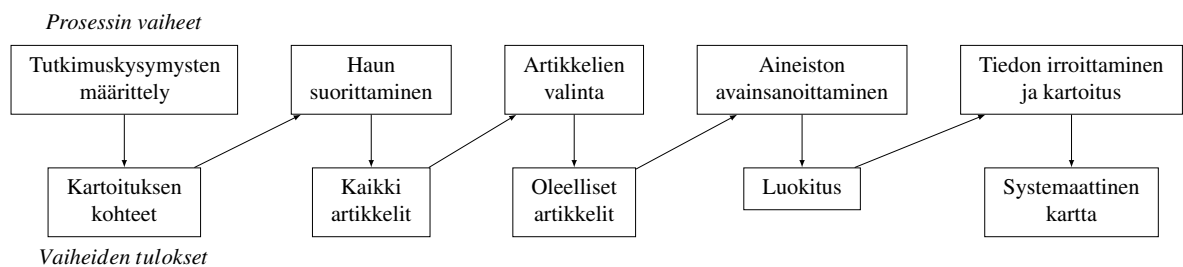 Prosessin vaiheet
Tutkimuskysymysten
määrittely
Haun
suorittaminen
Artikkelien
valinta
Aineiston
avainsanoittaminen
Tiedon irroittaminen
ja kartoitus
Kartoituksen
kohteet
Kaikki
artikkelit
Oleelliset
artikkelit
Luokitus
Systemaattinen
kartta
Vaiheiden tulokset